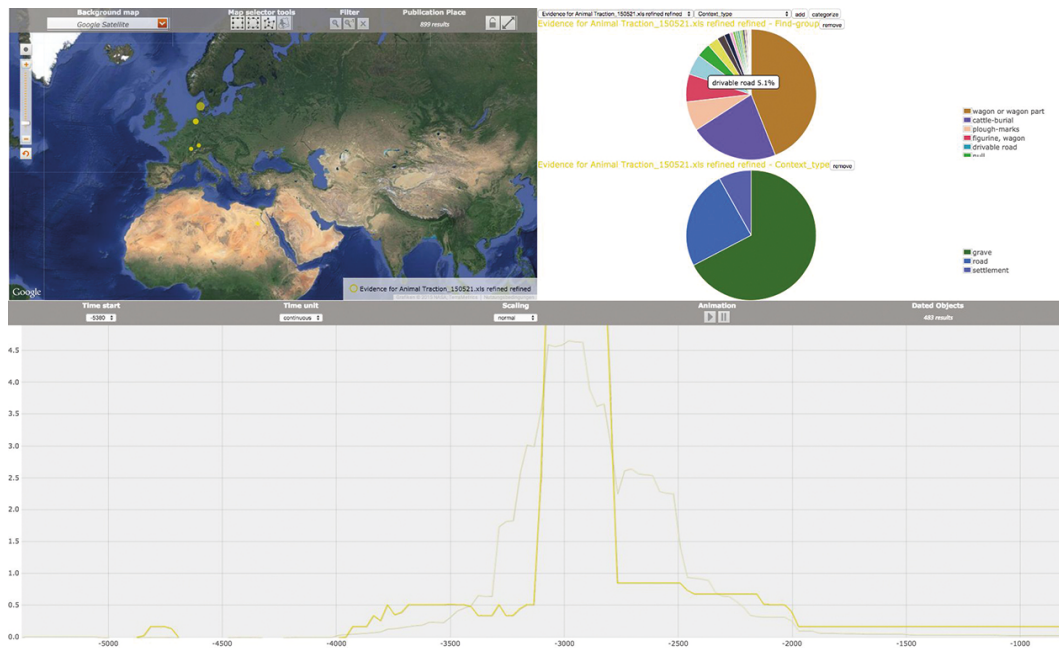 Background map
Google Satellite
Map selector tools
Filter
Publication Place
899 results
Evidence for Animal Traction_150521.xls refined refined
Context_type
add
categorize
Evidence for Animal Traction_150521.xls refined refined - Find-group
remove
drivable road 5.1%
wagon or wagon part
cattle-burial
plough-marks
figurine, wagon
drivable road
Evidence for Animal Traction_150521.xls refined refined - Context_type
remove
grave
road
settlement
Google
Evidence for Animal Traction_150521.xls refined refined
Time start
-5380
Time unit
continuous
Scaling
normal
Animation
Dated Objects
483 results
4.5
4.0
3.5
3.0
2.5
2.0
1.5
1.0
0.5
0.0
-5000
-4500
-4000
-3500
-3000
-2500
-2000
-1500
-1000